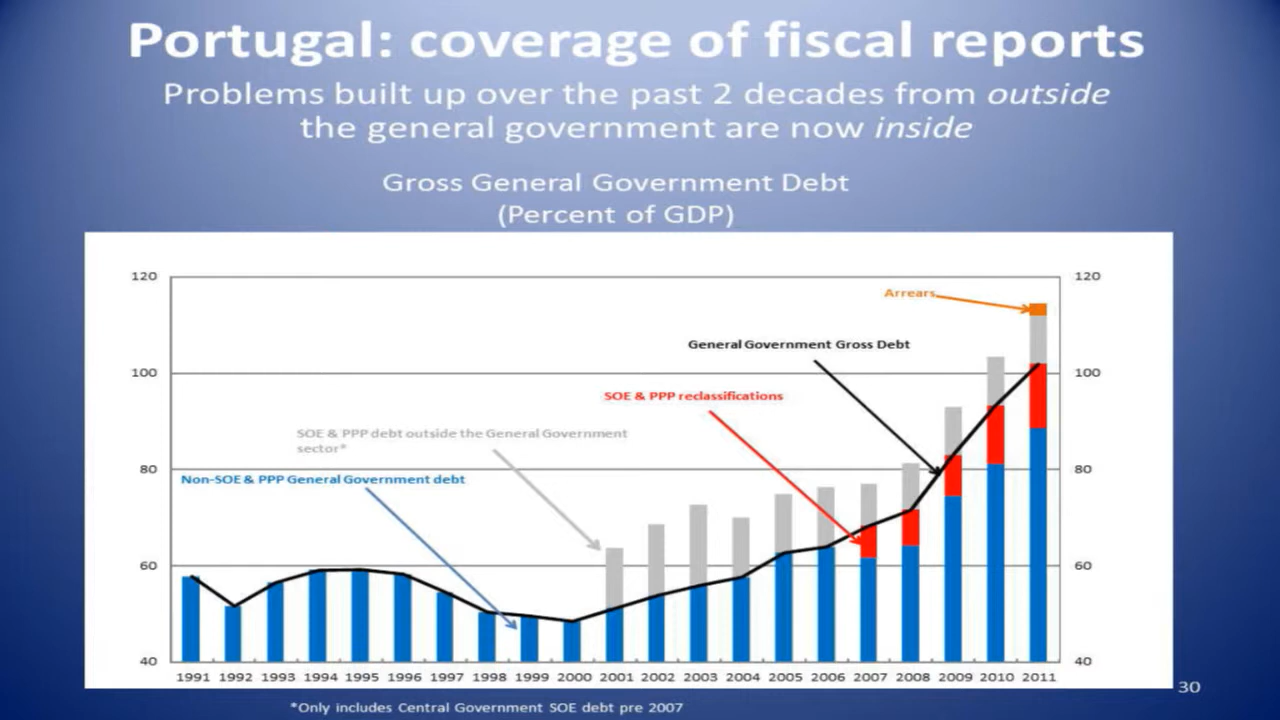 Portugal: coverage of fiscal reports
Problems built up over the past 2 decades from outside
the general government are now inside
Gross General Government Debt
(Percent of GDP)
120
120
Arrears
General Government Gross Debt
100
100
SOE & PPP reclassifications
SOE & PPP debt outside the General Government
sector*
80
80
Non-SOE & PPP General Government debt
60
60
40
40
1991 1992 1993 1994 1995 1996 1997 1998 1999 2000 2001 2002 2003 2004 2005 2006 2007 2008 2009 2010 2011
30
*Only includes Central Government SOE debt pre 2007